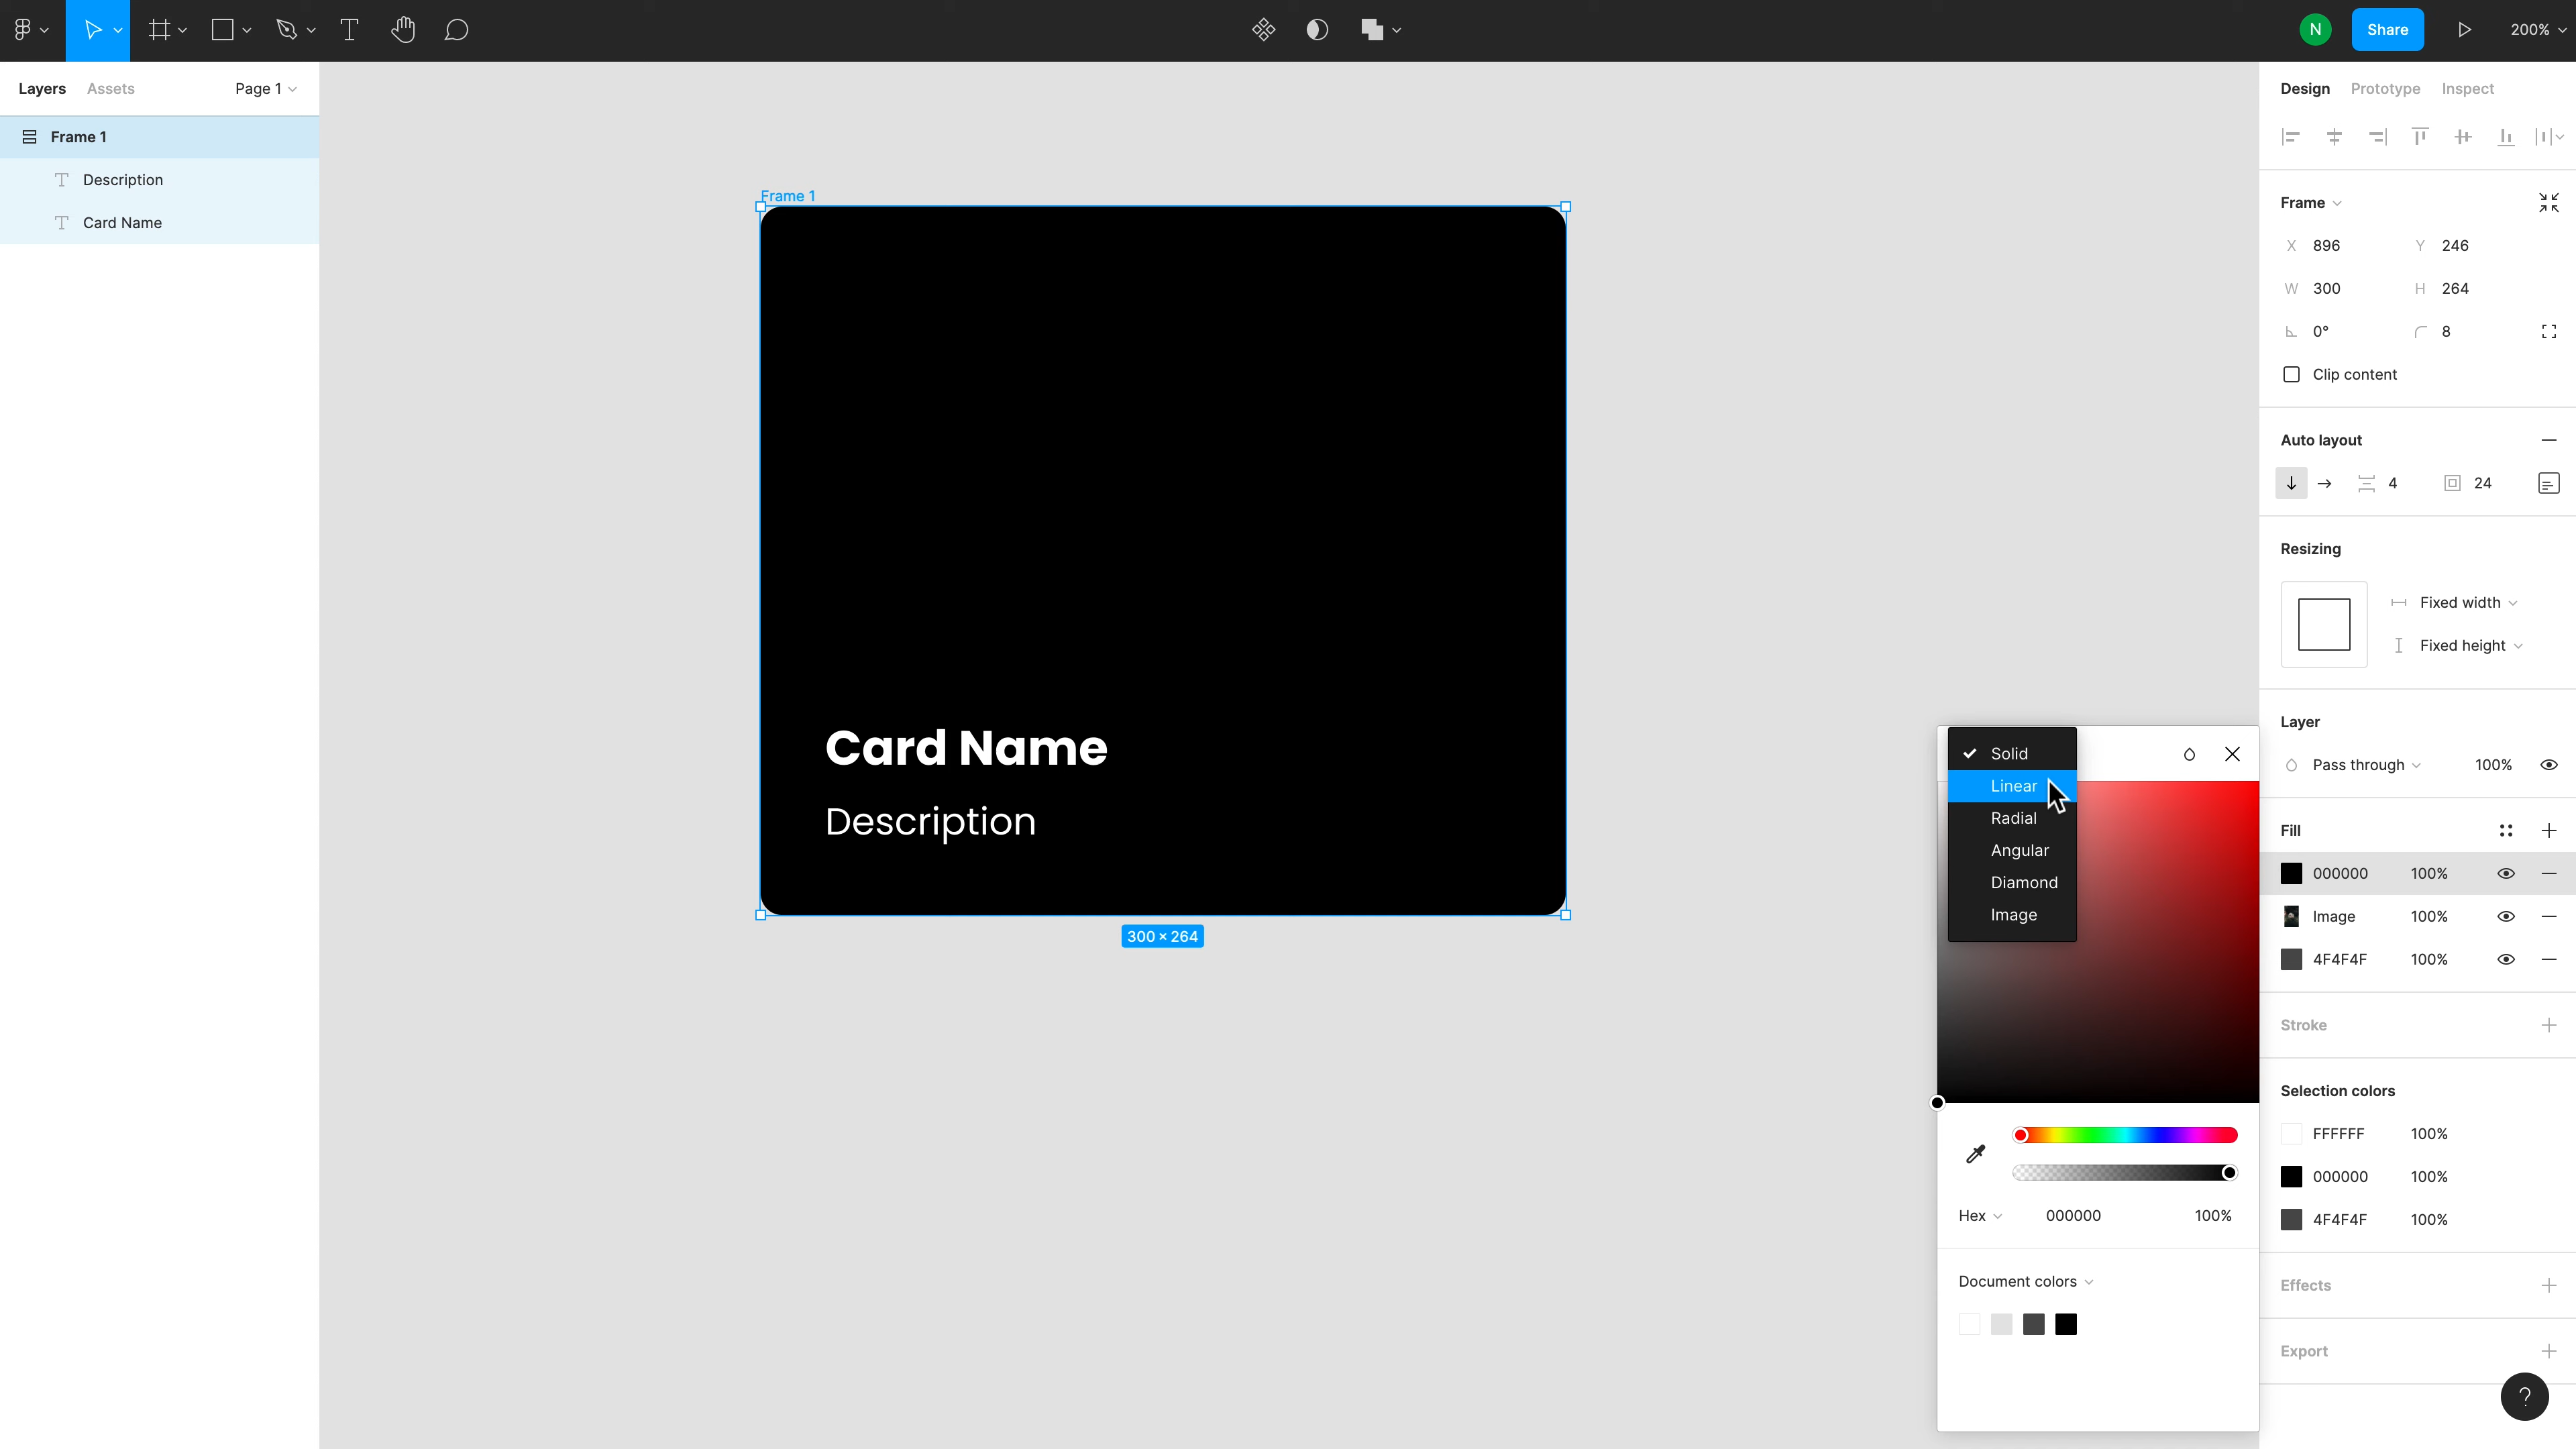 N
Share
200%
Layers
Assets
Page 1
Frame 1
Description
Card Name
Frame 1
Card Name
Description
300 × 264
Design
Prototype
Inspect
Frame
X 896
Y 246
W 300
H 264
0°
8
Clip content
Auto layout
4
24
Resizing
Fixed width
Fixed height
Layer
Pass through
100%
Fill
000000 100%
Image 100%
4F4F4F 100%
Stroke
Selection colors
FFFFFF 100%
000000 100%
4F4F4F 100%
Effects
Export
?
Solid
Linear
Radial
Angular
Diamond
Image
Hex
000000
100%
Document colors